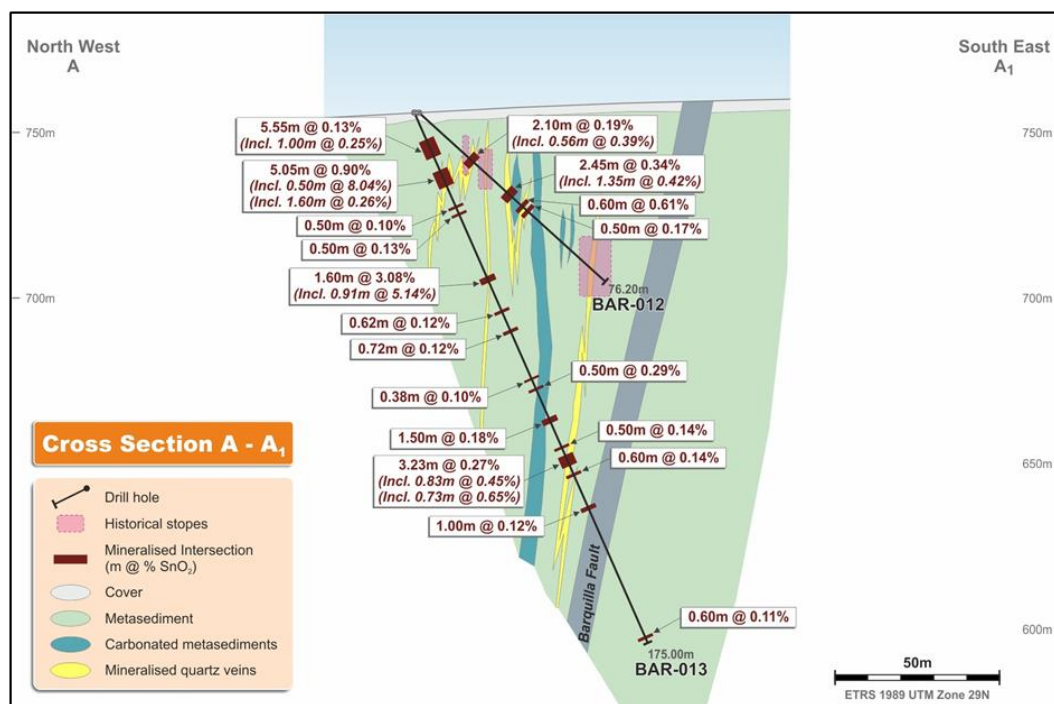 North West
A
South East
A1
750m
700m
750m
700m
650m
600m
5.55m @ 0.13%
(Incl. 1.00m @ 0.25%)
5.05m @ 0.90%
(Incl. 0.50m @ 8.04%)
(Incl. 1.60m @ 0.26%)
0.50m @ 0.10%
0.50m @ 0.13%
1.60m @ 3.08%
(Incl. 0.91m @ 5.14%)
0.62m @ 0.12%
0.72m @ 0.12%
0.38m @ 0.10%
1.50m @ 0.18%
3.23m @ 0.27%
(Incl. 0.83m @ 0.45%)
(Incl. 0.73m @ 0.65%)
1.00m @ 0.12%
2.10m @ 0.19%
(Incl. 0.56m @ 0.39%)
2.45m @ 0.34%
(Incl. 1.35m @ 0.42%)
0.60m @ 0.61%
0.50m @ 0.17%
76.20m
BAR-012
0.50m @ 0.29%
0.50m @ 0.14%
0.60m @ 0.14%
Barquilla Fault
0.60m @ 0.11%
175.00m
BAR-013
Cross Section A - A1
Drill hole
Historical stopes
Mineralised Intersection
(m @ % SnO2)
Cover
Metasediment
Carbonated metasediments
Mineralised quartz veins
50m
ETRS 1989 UTM Zone 29N